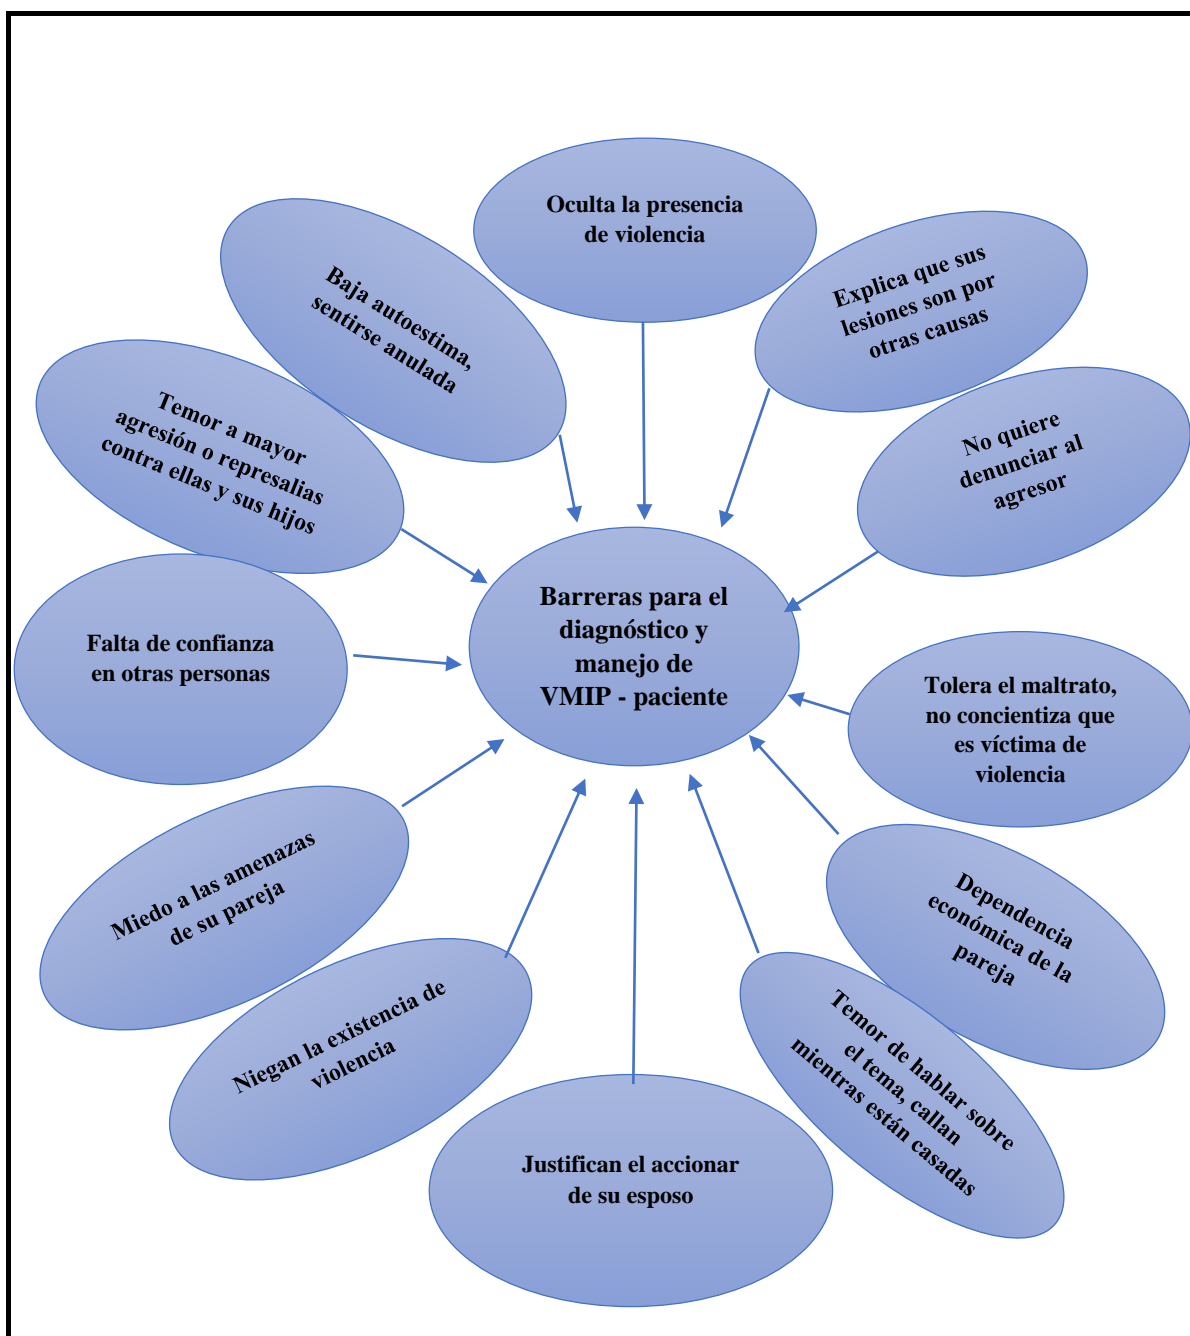 Oculta la presencia
de violencia
Explica que sus
lesiones son por
otras causas
No quiere
denunciar al
agresor
Tolera el maltrato,
no concientiza que
es víctima de
violencia
Dependencia
económica de la
pareja
Temor de hablar sobre
el tema, callan
mientras están casadas
Justifican el accionar
de su esposo
Niegan la existencia de
violencia
Miedo a las amenazas
de su pareja
Falta de confianza
en otras personas
Temor a mayor
agresión o represalias
contra ellas y sus hijos
Baja autoestima,
sentirse anulada
Barreras para el
diagnóstico y
manejo de
VMIP - paciente